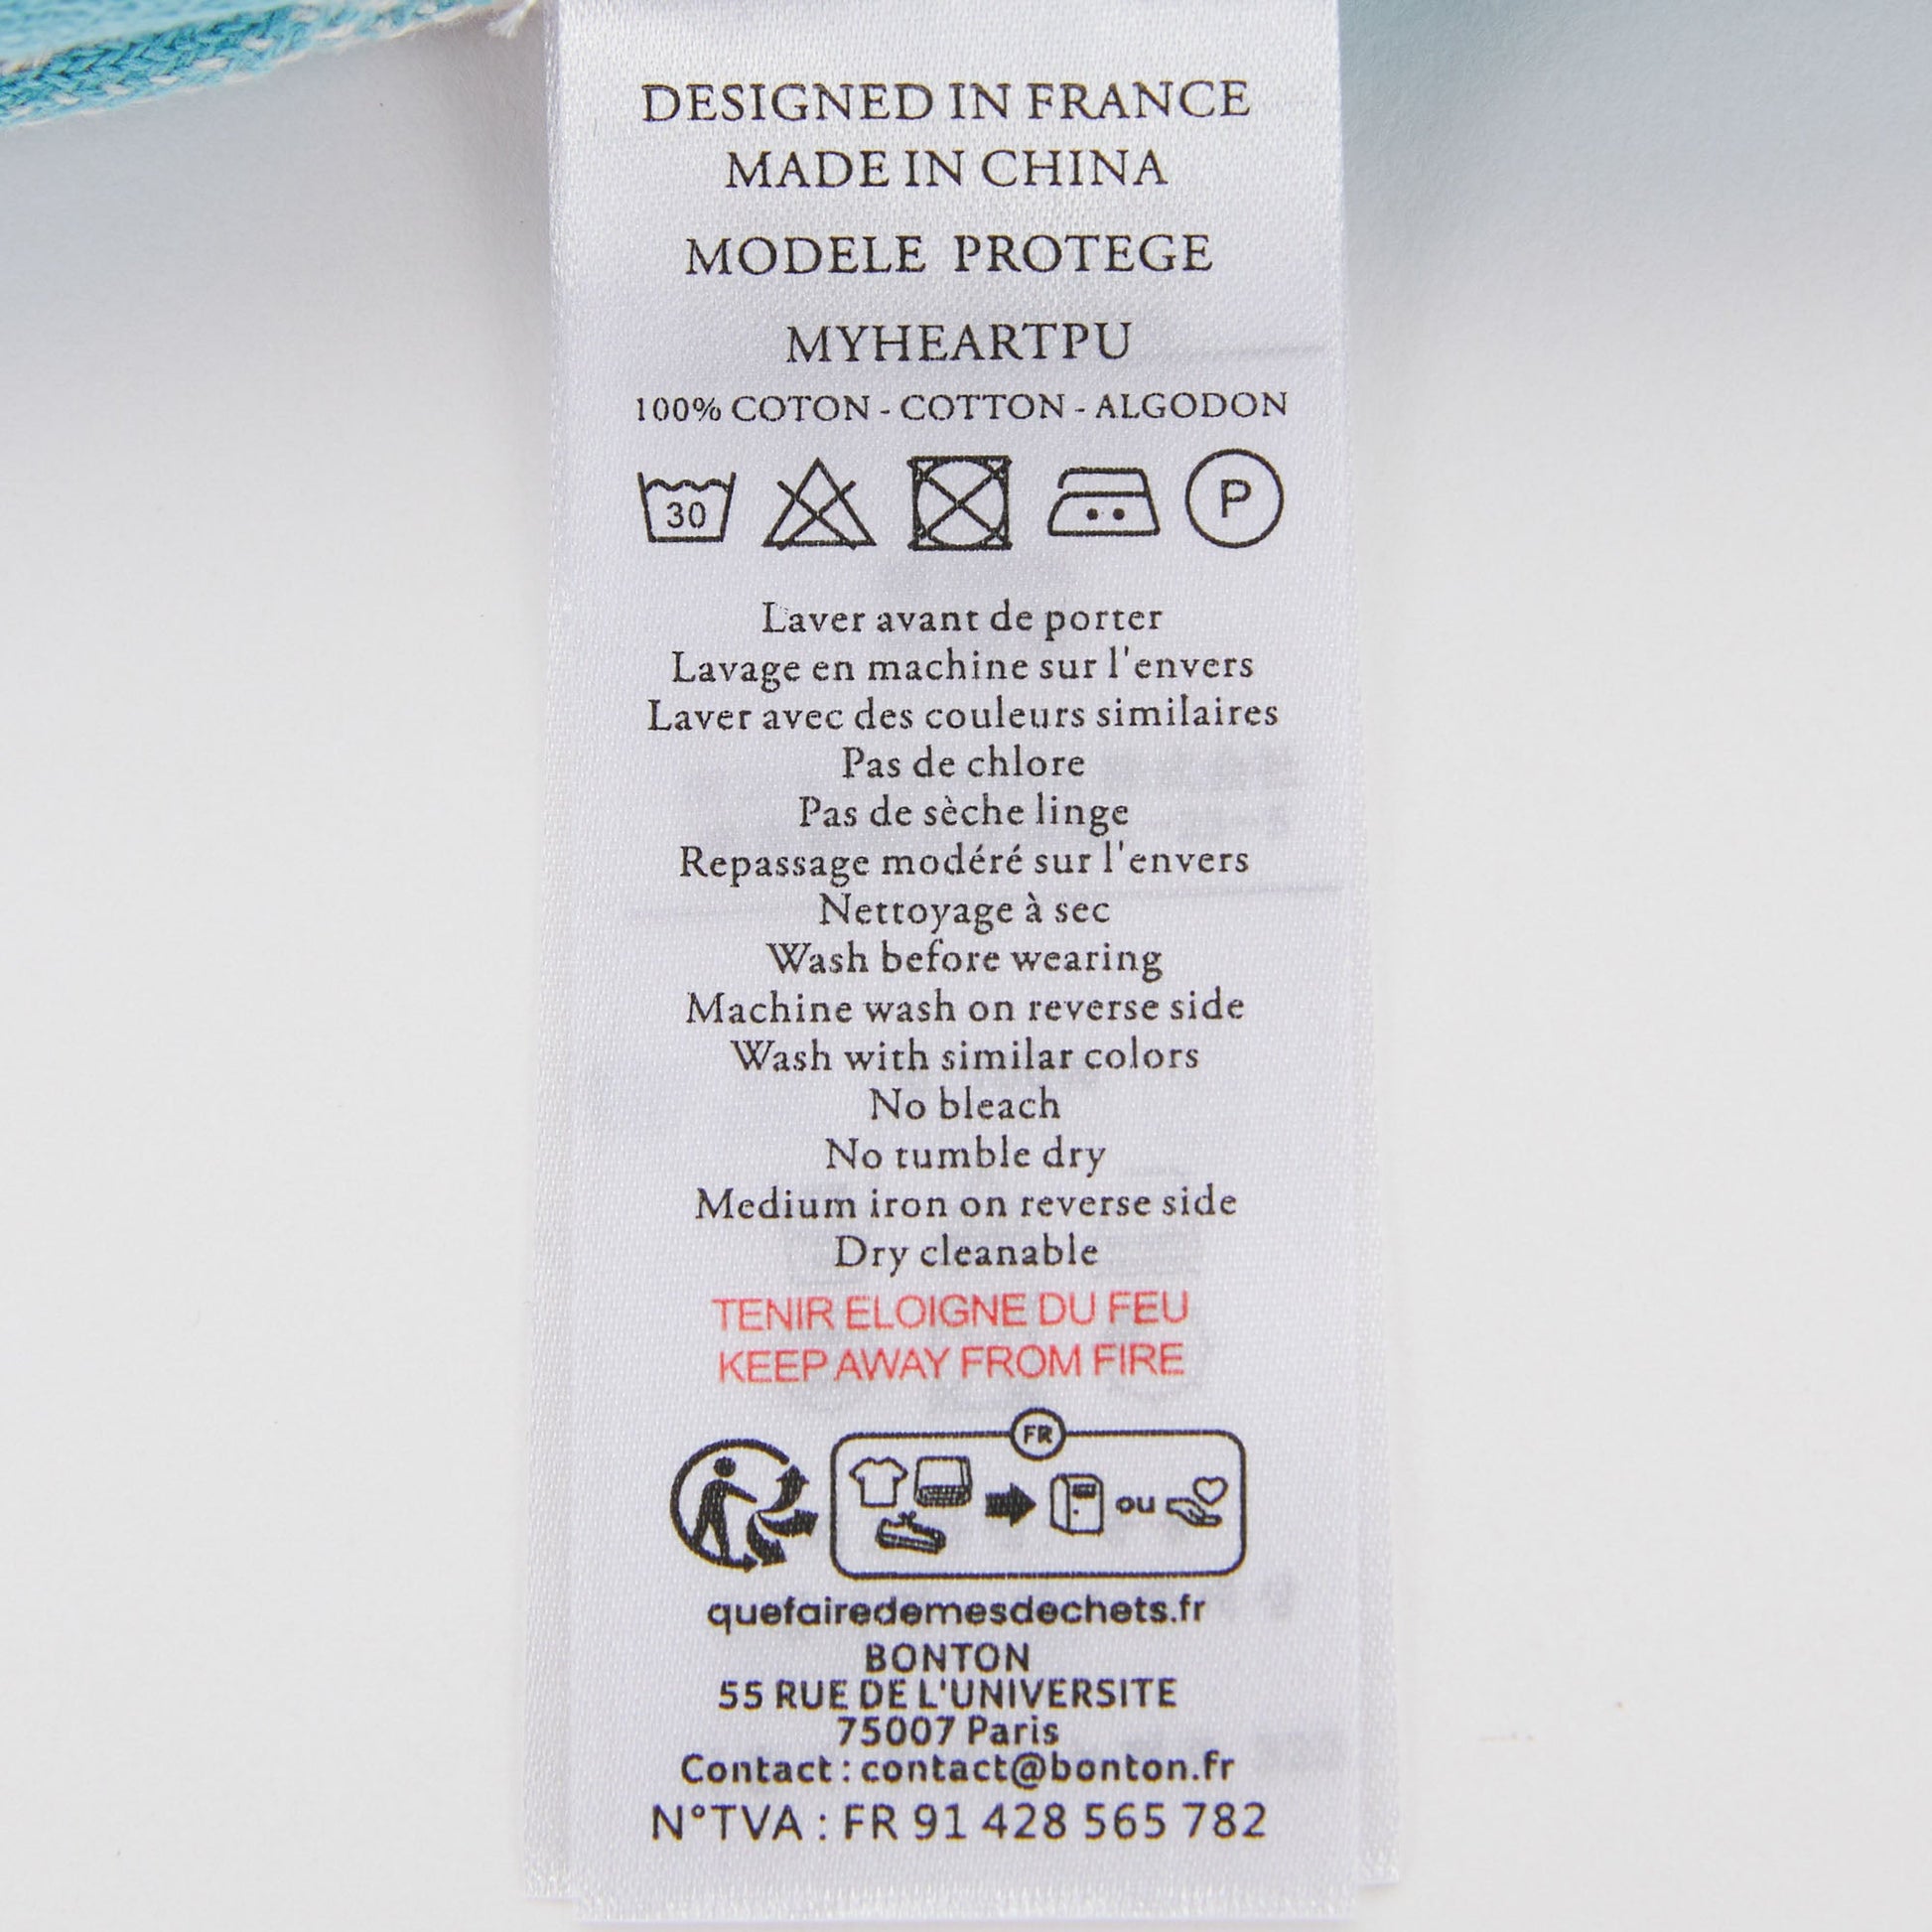 DESIGNED IN FRANCE
MADE IN CHINA
MODELE PROTEGE
MYHEARTPU
100% COTON - COTTON - ALGODON
30 P
Laver avant de porter
Lavage en machine sur l'envers
Laver avec des couleurs similaires
Pas de chlore
Pas de sèche linge
Repassage modéré sur l'envers
Nettoyage à sec
Wash before wearing
Machine wash on reverse side
Wash with similar colors
No bleach
No tumble dry
Medium iron on reverse side
Dry cleanable
TENIR ELOIGNE DU FEU
KEEP AWAY FROM FIRE
FR
ou
quefairedemesdechets.fr
BONTON
55 RUE DE L'UNIVERSITE
75007 Paris
Contact : contact@bonton.fr
N°TVA : FR 91 428 565 782